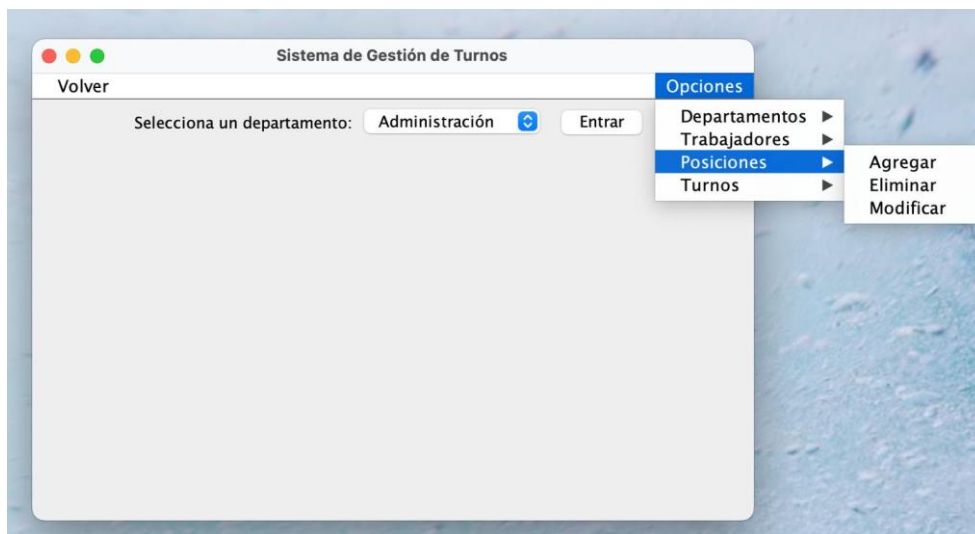 Sistema de Gestión de Turnos
Volver
Opciones
Selecciona un departamento: Administración Entrar
Departamentos
Trabajadores
Posiciones
Turnos
Agregar
Eliminar
Modificar